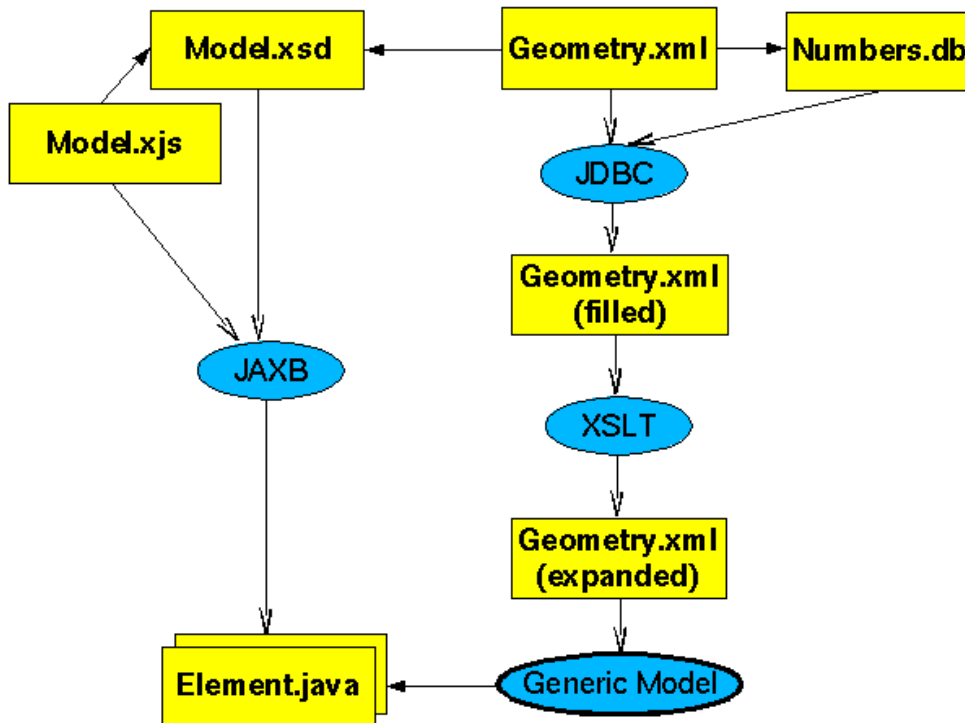 Model.xsd
Geometry.xml
Numbers.db
Model.xjs
JDBC
Geometry.xml
(filled)
JAXB
XSLT
Geometry.xml
(expanded)
Element.java
Generic Model